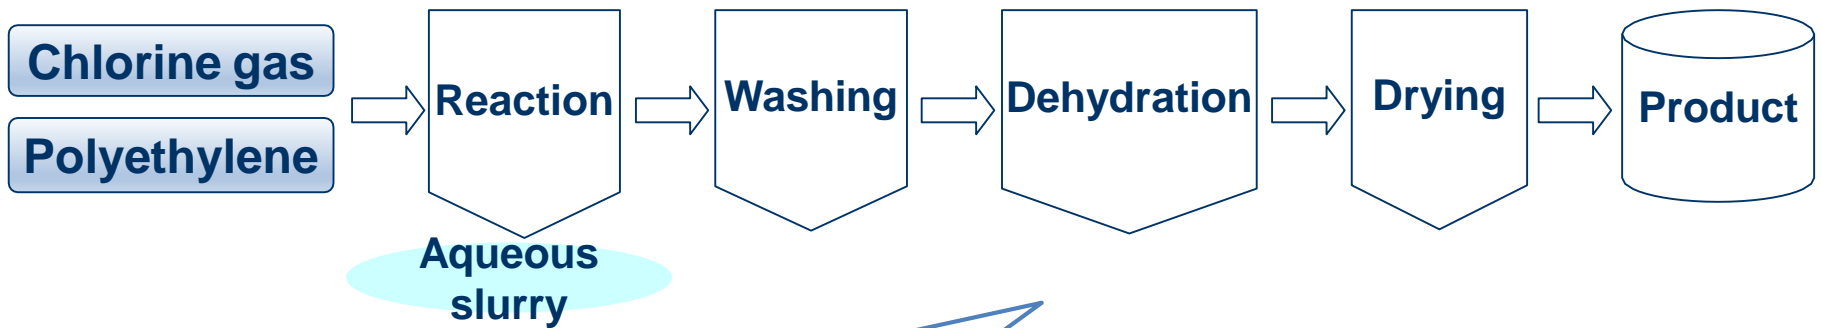 Chlorine gas
Polyethylene
Reaction
Washing
Dehydration
Drying
Product
Aqueous
slurry